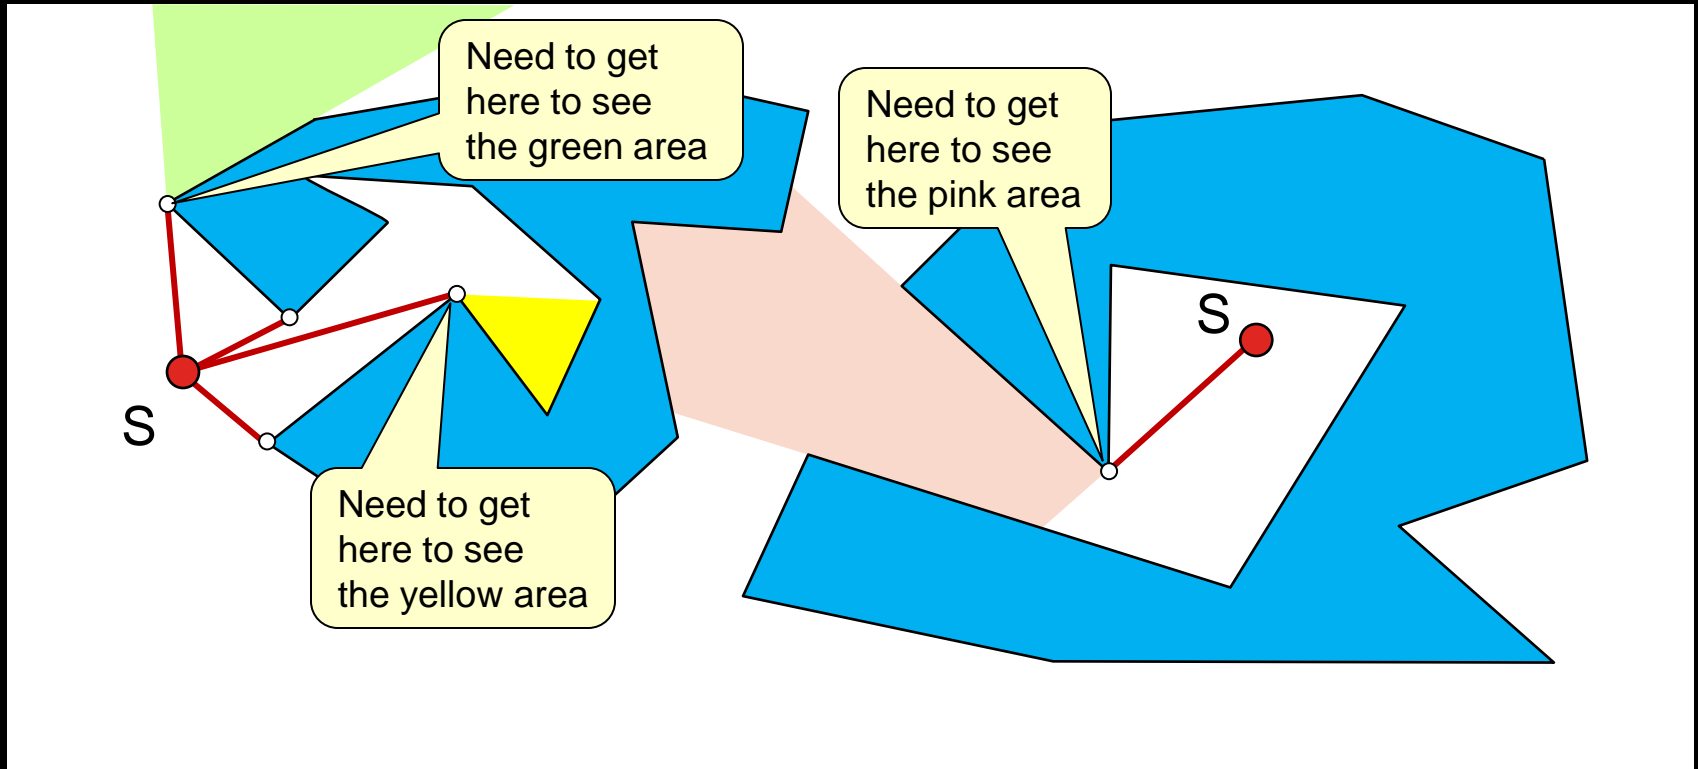 Need to get
here to see
the green area
Need to get
here to see
the pink area
S
S
Need to get
here to see
the yellow area